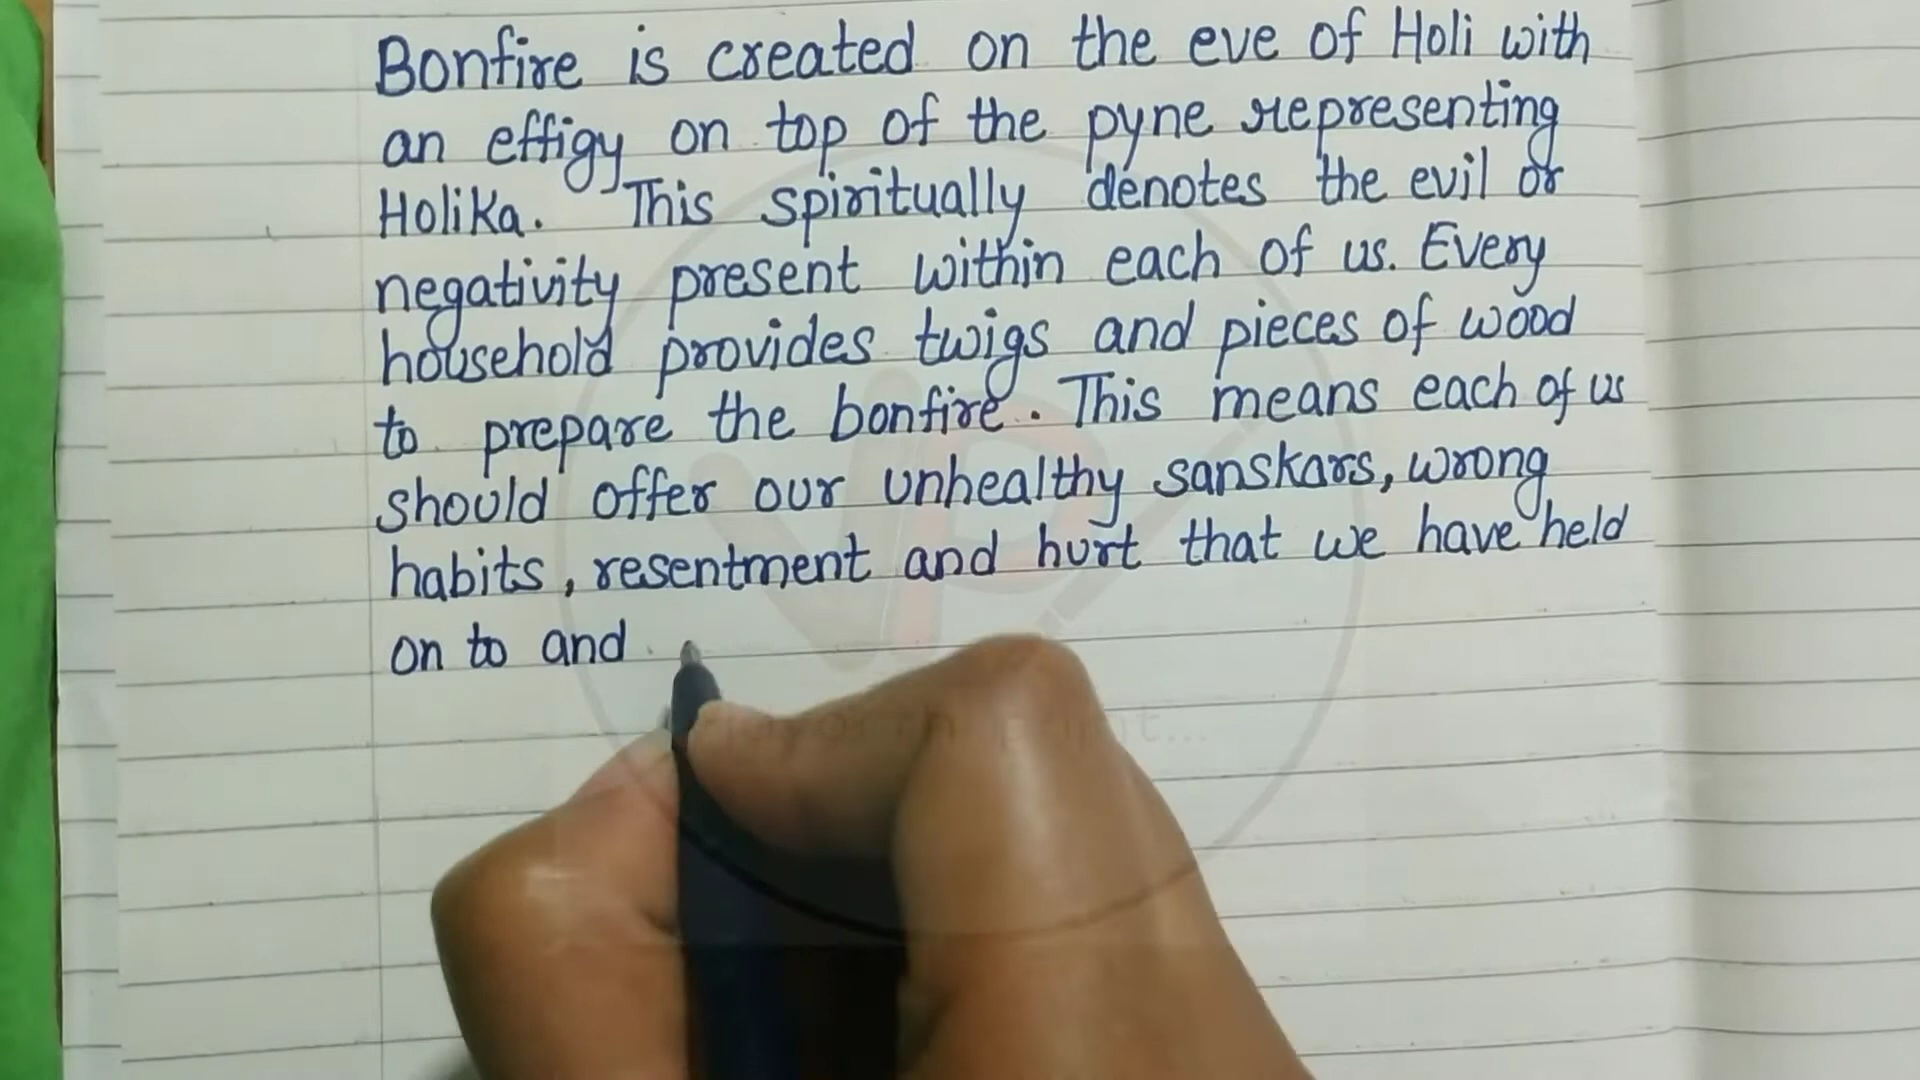 Bonfire is created on the eve of Holi with
an effigy on top of the pyne representing
Holika. This spiritually denotes the evil or
negativity present within each of us. Every
household provides twigs and pieces of wood
to prepare the bonfire. This means each of us
should offer our unhealthy sanskars, wrong
habits, resentment and hurt that we have held
on to and